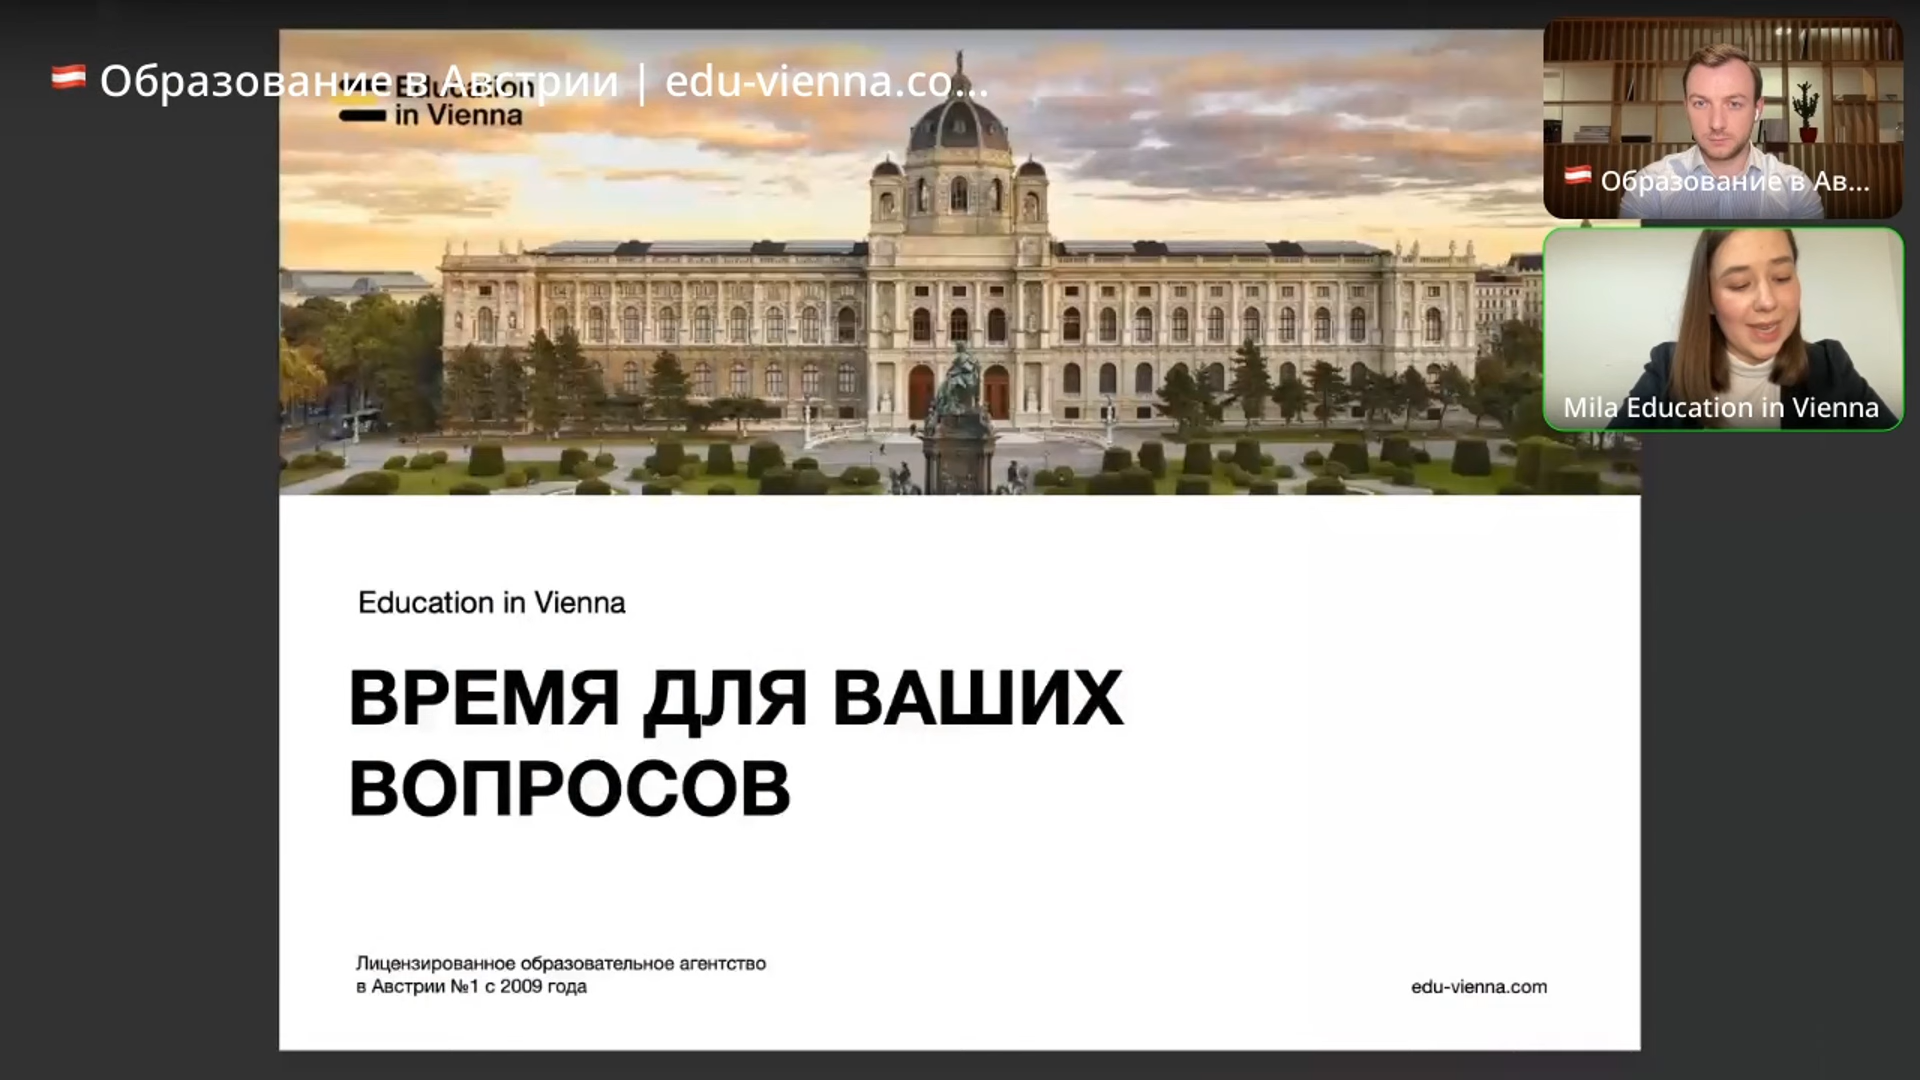 🇦🇹 Образование в Австрии | edu-vienna.co...
Education
in Vienna
🇦🇹 Образование в Ав...
Mila Education in Vienna
Education in Vienna
ВРЕМЯ ДЛЯ ВАШИХ
ВОПРОСОВ
Лицензированное образовательное агентство
в Австрии №1 с 2009 года
edu-vienna.com